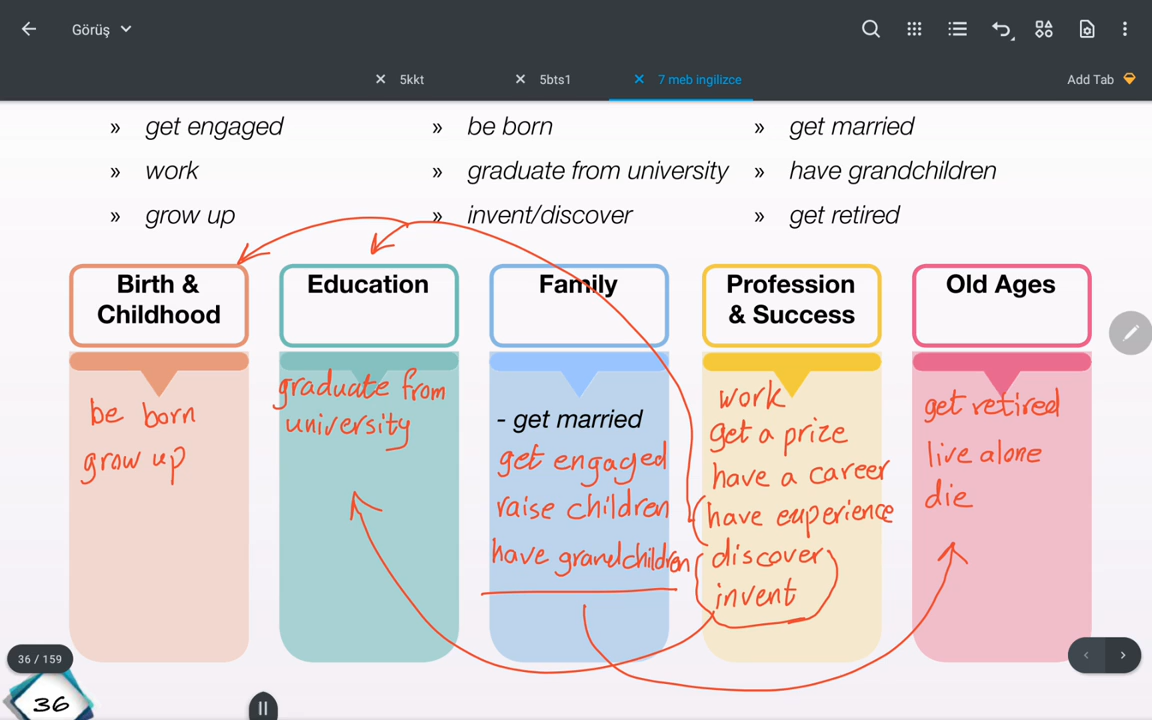 Görüş
5kkt
5bts1
7 meb ingilizce
Add Tab
» get engaged
» be born
» get married
» work
» graduate from university
» have grandchildren
» grow up
» invent/discover
» get retired
Birth &
Childhood
be born
grow up
Education
graduate from
university
Family
- get married
get engaged
raise children
have grandchildren
Profession
& Success
work
get a prize
have a career
have experience
discover
invent
Old Ages
get retired
live alone
die
36 / 159
36